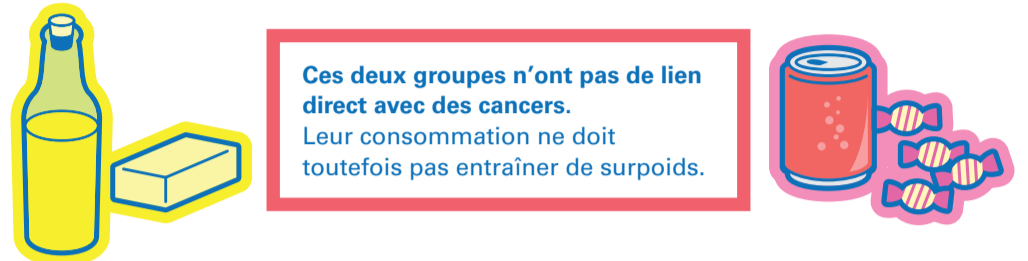 Ces deux groupes n’ont pas de lien
direct avec des cancers.
Leur consommation ne doit
toutefois pas entraîner de surpoids.